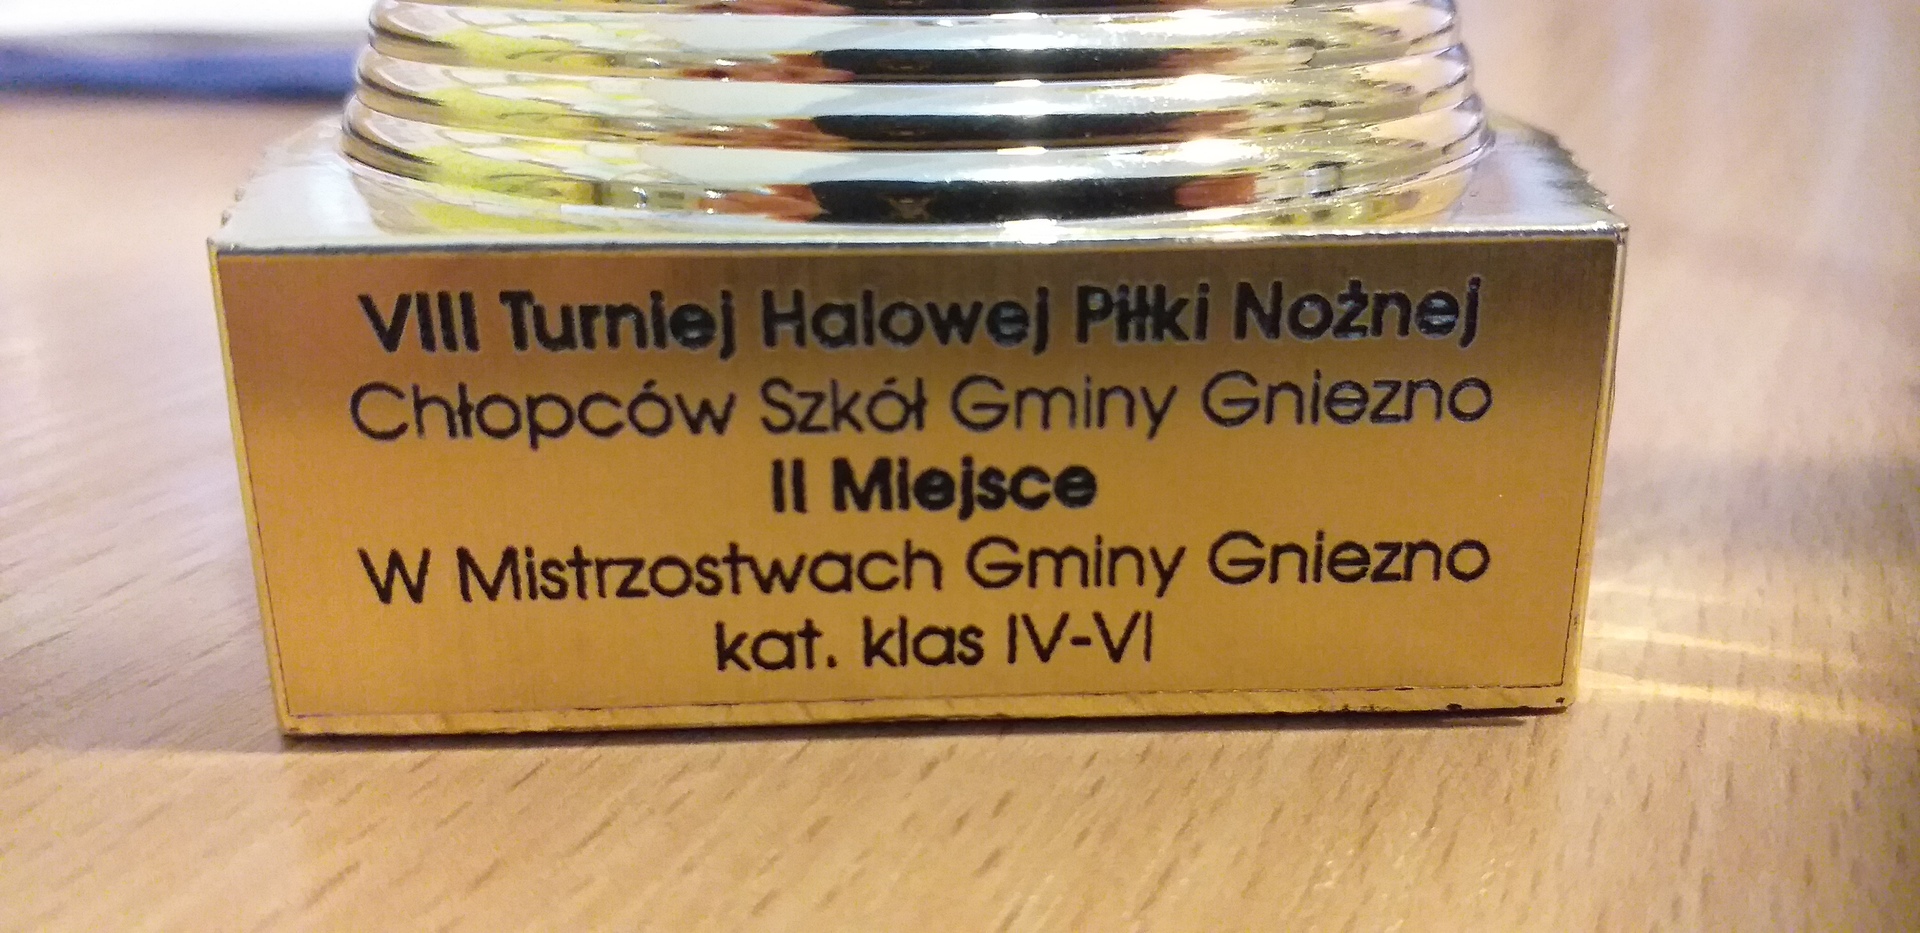 VIII Turniej Halowej Piłki Nożnej
Chłopców Szkół Gminy Gniezno
II Miejsce
W Mistrzostwach Gminy Gniezno
kat. klas IV-VI